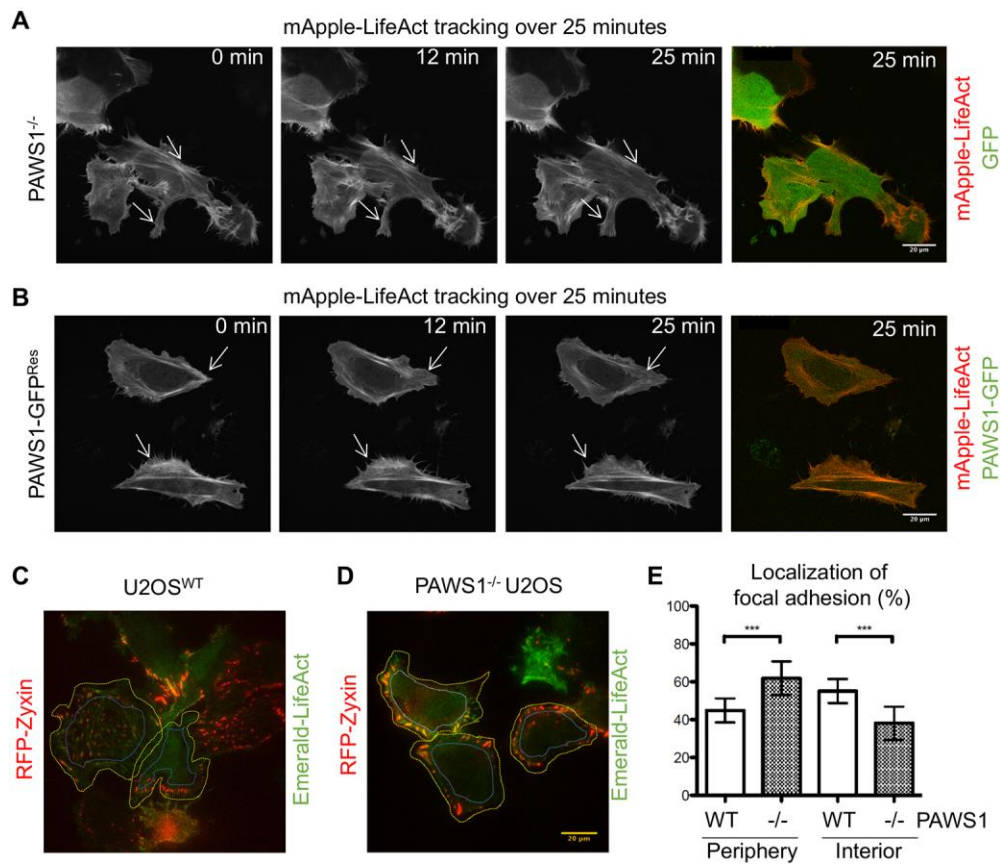 A
mApple-LifeAct tracking over 25 minutes
PAWS1-/-
0 min
12 min
25 min
25 min
20 µm
mApple-LifeAct
GFP
B
mApple-LifeAct tracking over 25 minutes
PAWS1-GFPRes
0 min
12 min
25 min
25 min
20 µm
mApple-LifeAct
PAWS1-GFP
C
U2OSWT
RFP-Zyxin
Emerald-LifeAct
D
PAWS1-/- U2OS
RFP-Zyxin
20 µm
Emerald-LifeAct
E
Localization of
focal adhesion (%)
100
80
60
40
20
0
***
***
WT -/- WT -/- PAWS1
Periphery Interior